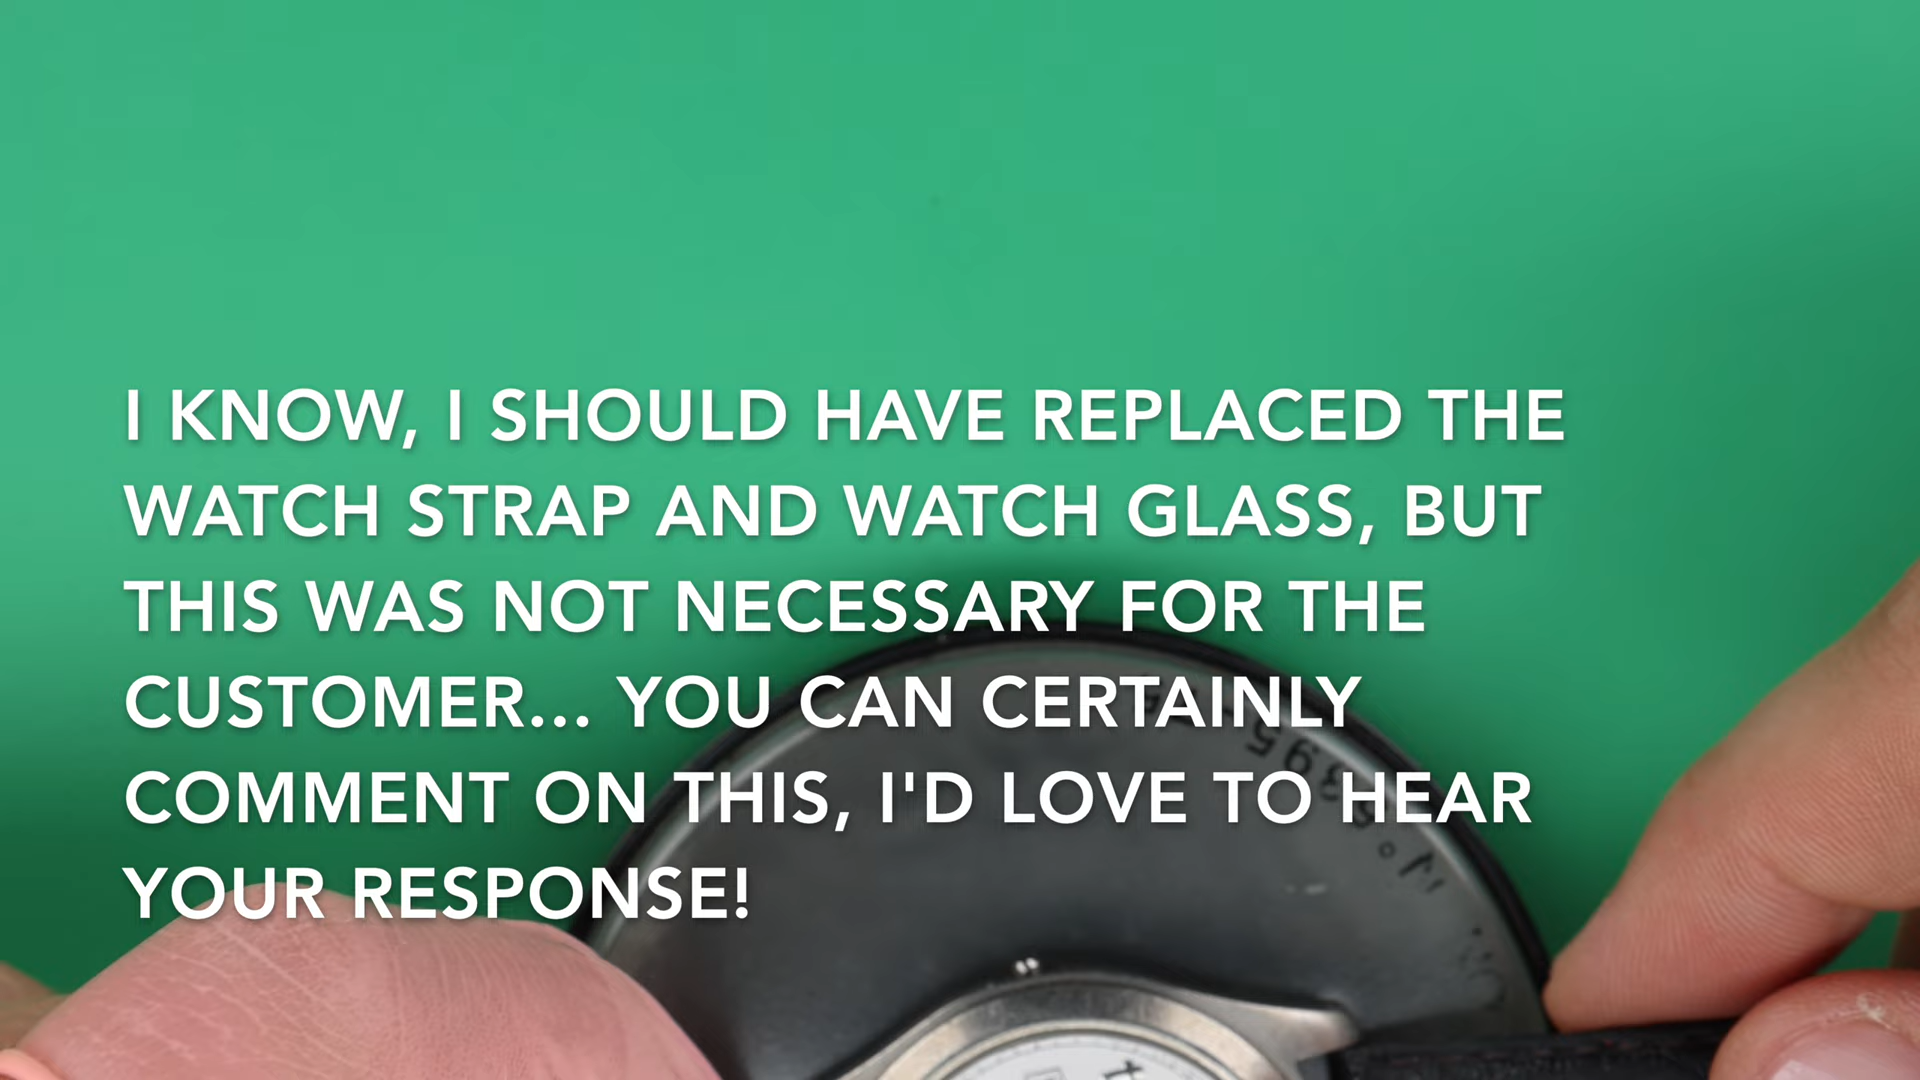 I KNOW, I SHOULD HAVE REPLACED THE
WATCH STRAP AND WATCH GLASS, BUT
THIS WAS NOT NECESSARY FOR THE
CUSTOMER... YOU CAN CERTAINLY
COMMENT ON THIS, I'D LOVE TO HEAR
YOUR RESPONSE!